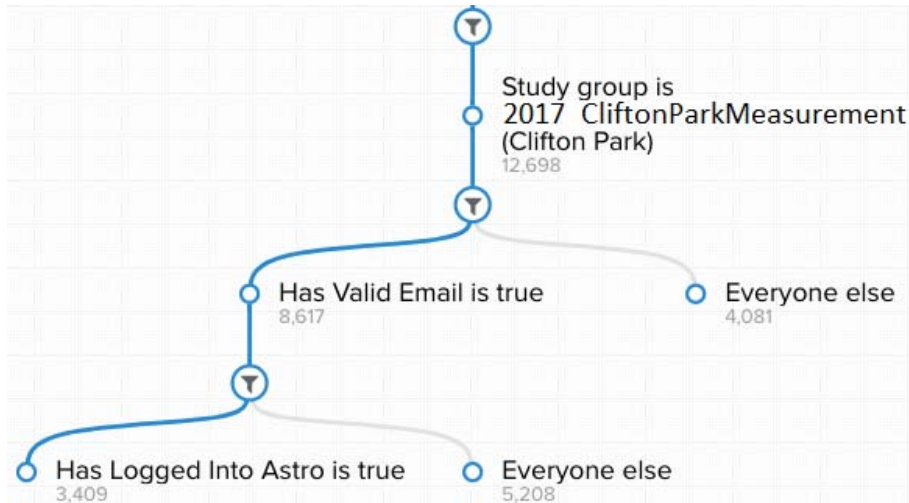 Study group is
2017 CliftonParkMeasurement
(Clifton Park)
12,698
Has Valid Email is true
8,617
Everyone else
4,081
Has Logged Into Astro is true
3,409
Everyone else
5,208